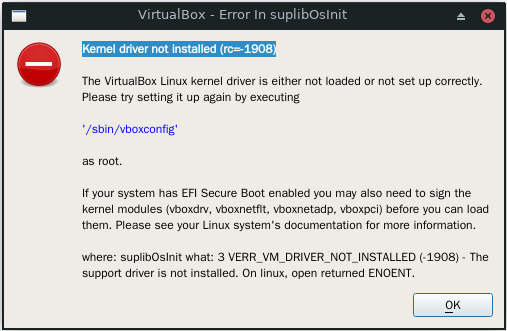 VirtualBox - Error In suplibOsInit
Kernel driver not installed (rc=-1908)
The VirtualBox Linux kernel driver is either not loaded or not set up correctly.
Please try setting it up again by executing
'/sbin/vboxconfig'
as root.
If your system has EFI Secure Boot enabled you may also need to sign the
kernel modules (vboxdrv, vboxnetflt, vboxnetadp, vboxpci) before you can load
them. Please see your Linux system's documentation for more information.
where: suplibOsInit what: 3 VERR_VM_DRIVER_NOT_INSTALLED (-1908) - The
support driver is not installed. On linux, open returned ENOENT.
OK